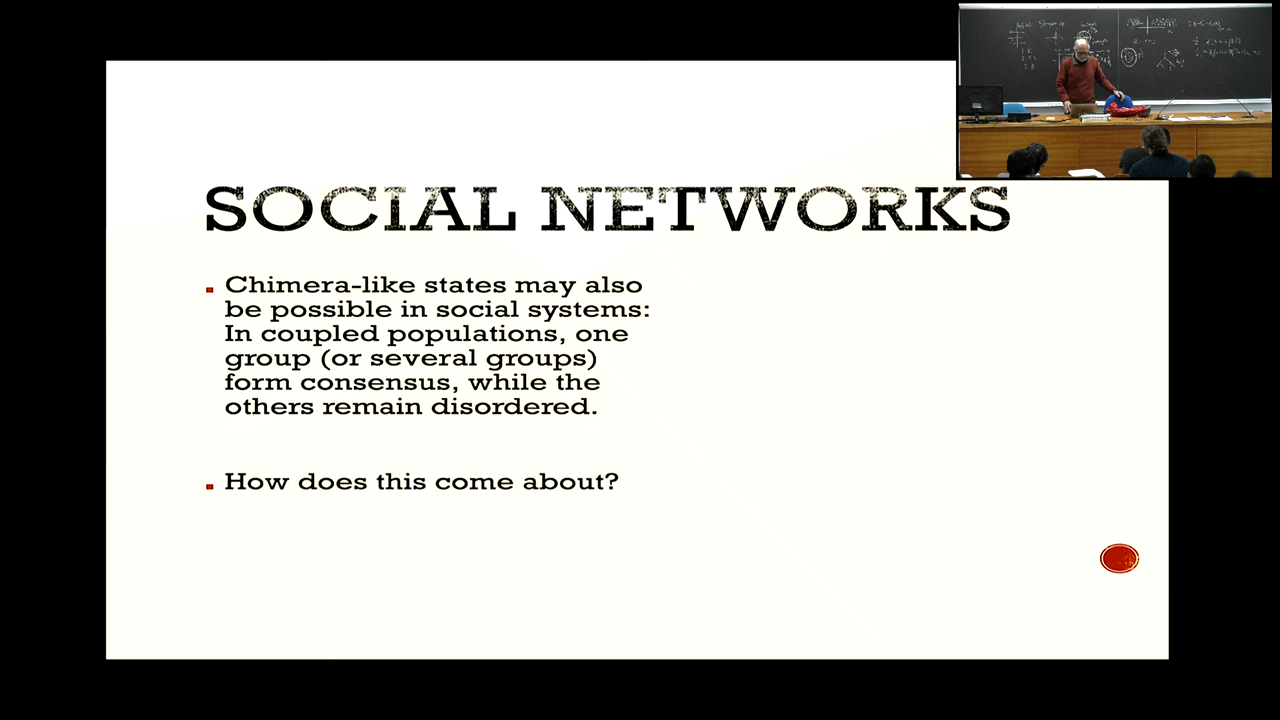 SOCIAL NETWORKS
Chimera-like states may also
be possible in social systems:
In coupled populations, one
group (or several groups)
form consensus, while the
others remain disordered.
How does this come about?